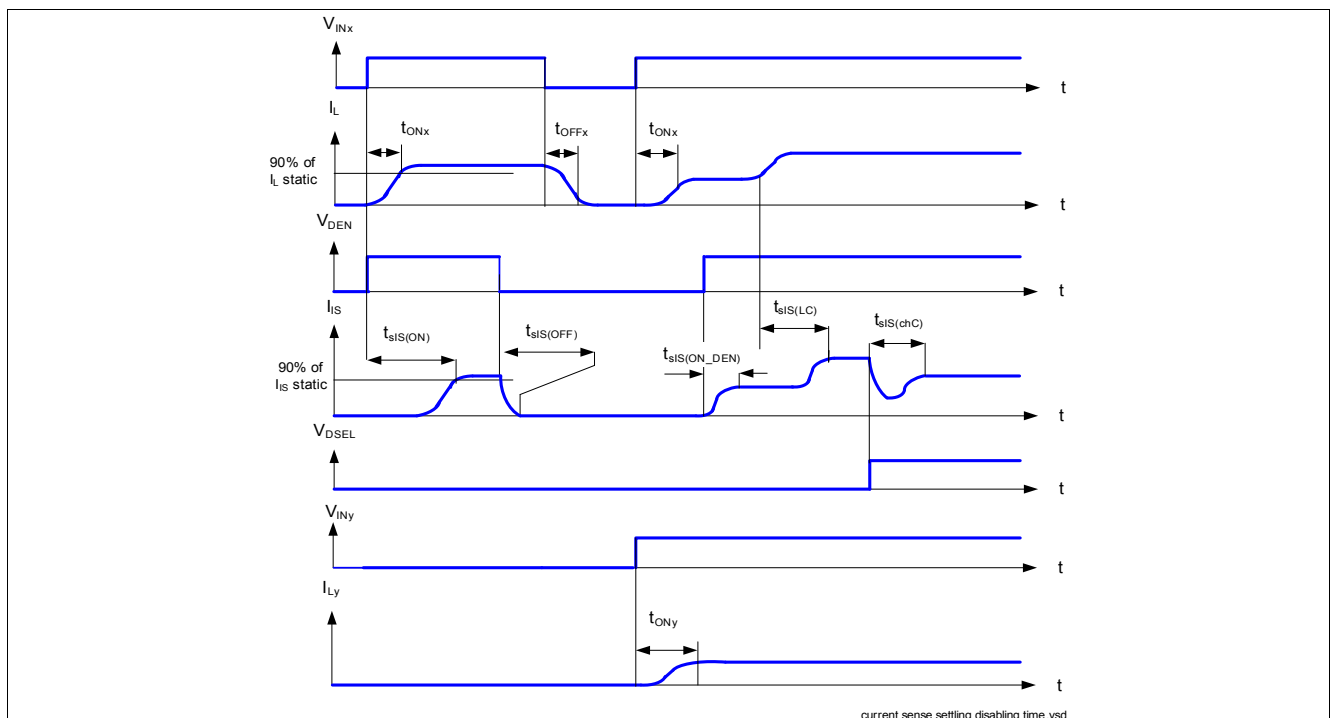 VINx
t
IL
tONx
tOFFx
tONx
90% of
IL static
t
VDEN
t
IIS
tsIS(ON)
tsIS(OFF)
tsIS(LC)
tsIS(chC)
tsIS(ON_DEN)
90% of
IIS static
t
VDSEL
t
VINy
t
ILy
tONy
t
current sense settling disabling time.vsd